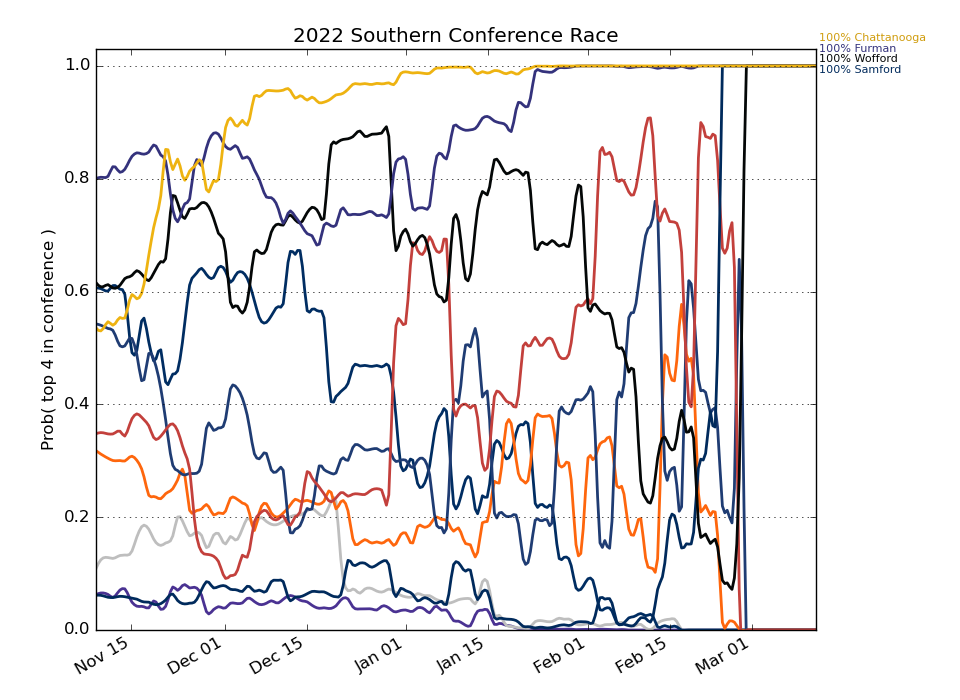 2022 Southern Conference Race
100% Chattanooga
100% Furman
100% Wofford
100% Samford
Prob( top 4 in conference )
1.0
0.8
0.6
0.4
0.2
0.0
Nov 15
Dec 01
Dec 15
Jan 01
Jan 15
Feb 01
Feb 15
Mar 01